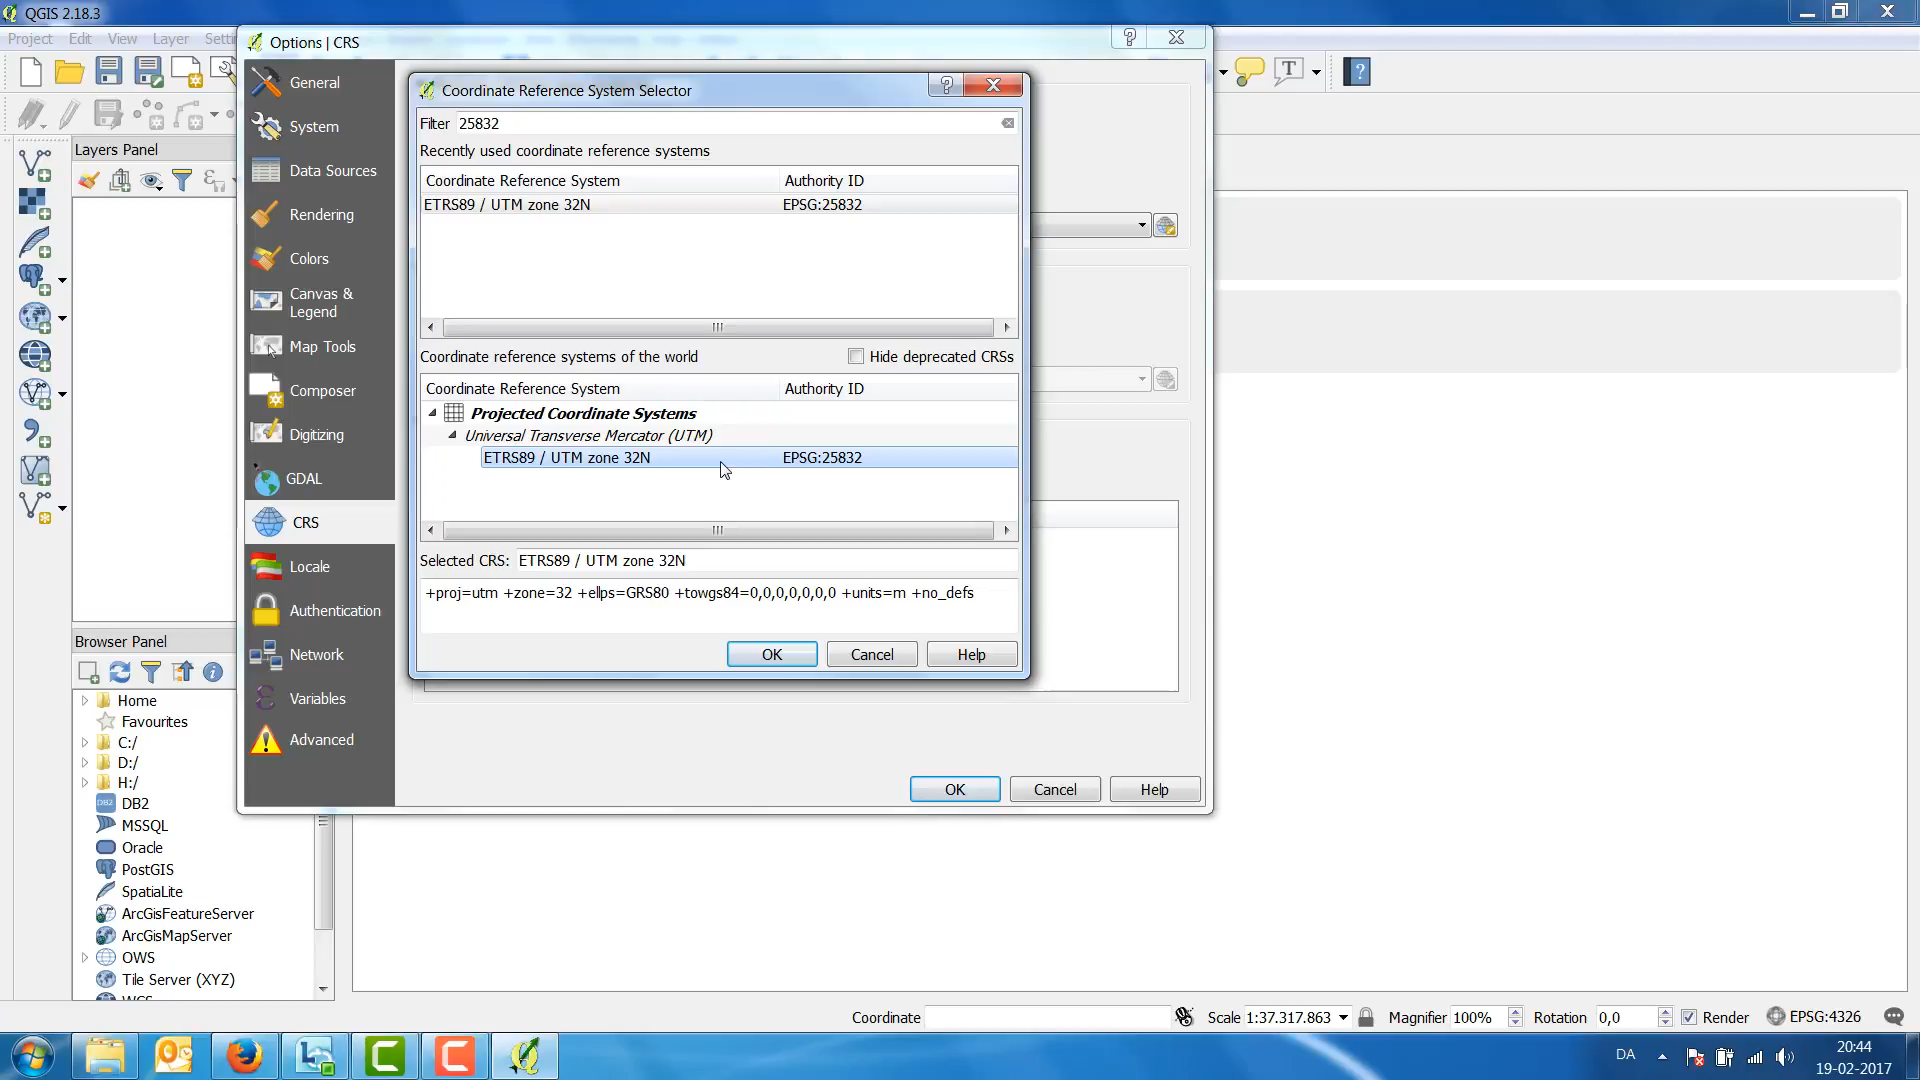 QGIS 2.18.3
Project Edit View Layer
Options | CRS
General
System
Data Sources
Rendering
Colors
Canvas &
Legend
Map Tools
Composer
Digitizing
GDAL
CRS
Locale
Authentication
Network
Variables
Advanced
Coordinate Reference System Selector
Filter 25832
Recently used coordinate reference systems
Coordinate Reference System Authority ID
ETRS89 / UTM zone 32N EPSG:25832
Coordinate reference systems of the world Hide deprecated CRSs
Coordinate Reference System Authority ID
Projected Coordinate Systems
Universal Transverse Mercator (UTM)
ETRS89 / UTM zone 32N EPSG:25832
Selected CRS: ETRS89 / UTM zone 32N
+proj=utm +zone=32 +ellps=GRS80 +towgs84=0,0,0,0,0,0,0 +units=m +no_defs
OK Cancel Help
OK Cancel Help
Layers Panel
Browser Panel
Home
Favourites
C:/
D:/
H:/
DB2
MSSQL
Oracle
PostGIS
SpatiaLite
ArcGisFeatureServer
ArcGisMapServer
OWS
Tile Server (XYZ)
Coordinate Scale 1:37.317.863 Magnifier 100% Rotation 0,0 Render EPSG:4326
DA 20:44
19-02-2017